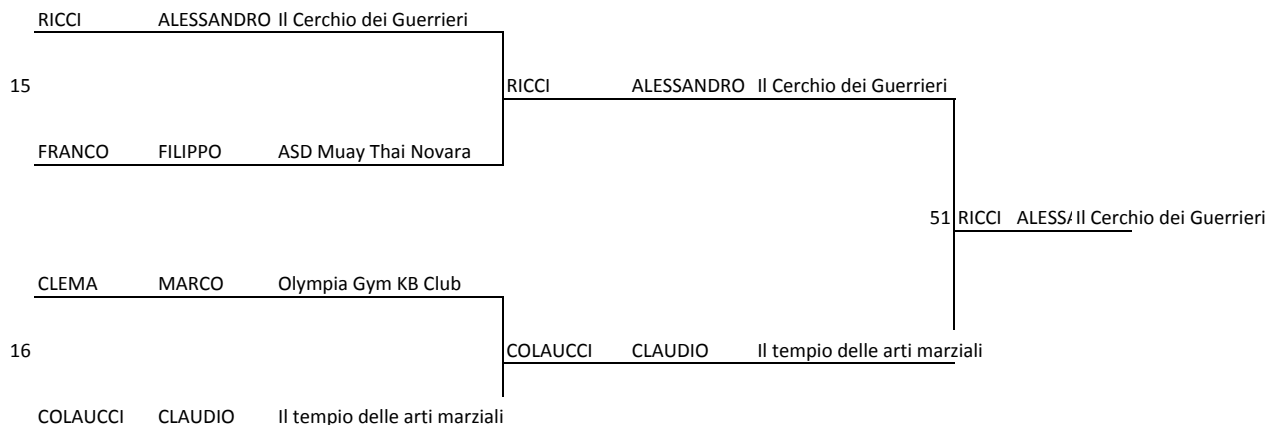 RICCI ALESSANDRO Il Cerchio dei Guerrieri
15 RICCI ALESSANDRO Il Cerchio dei Guerrieri
FRANCO FILIPPO ASD Muay Thai Novara
51 RICCI ALESSA Il Cerchio dei Guerrieri
CLEMA MARCO Olympia Gym KB Club
16 COLAUCCI CLAUDIO Il tempio delle arti marziali
COLAUCCI CLAUDIO Il tempio delle arti marziali